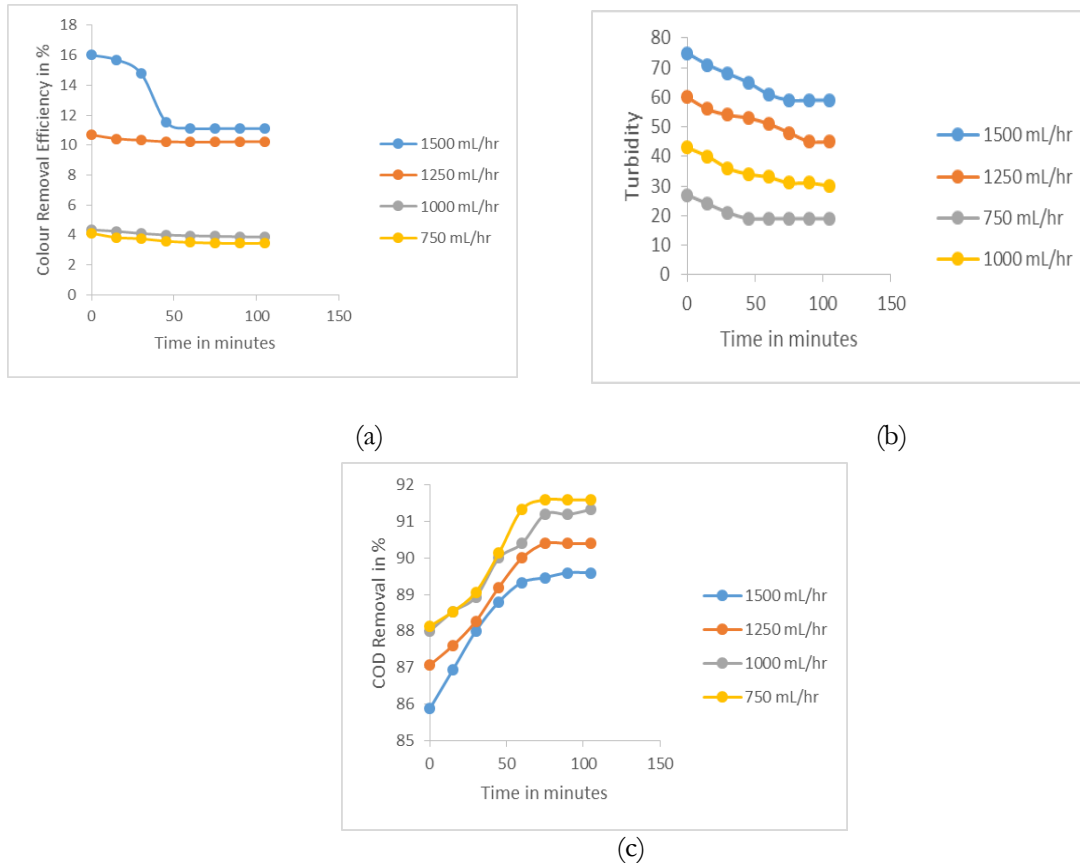 Colour Removal Efficiency in %
18
16
14
12
10
8
6
4
2
0
0 50 100 150
Time in minutes
1500 mL/hr
1250 mL/hr
1000 mL/hr
750 mL/hr
(a)
Turbidity
80
70
60
50
40
30
20
10
0
0 50 100 150
Time in minutes
1500 mL/hr
1250 mL/hr
750 mL/hr
1000 mL/hr
(b)
COD Removal in %
92
91
90
89
88
87
86
85
0 50 100 150
Time in minutes
1500 mL/hr
1250 mL/hr
1000 mL/hr
750 mL/hr
(c)